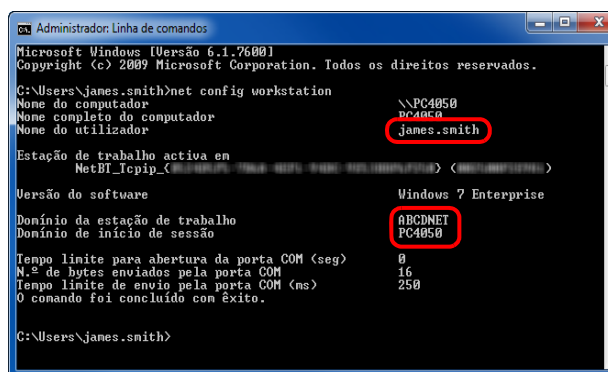 Administrador: Linha de comandos
Microsoft Windows [Versão 6.1.7600]
Copyright (c) 2009 Microsoft Corporation. Todos os direitos reservados.
C:\Users\james.smith>net config workstation
Nome do computador \\PC4050
Nome completo do computador PC4050
Nome do utilizador james.smith
Estação de trabalho activa em
NetBT_Tcpip_{ } ( )
Versão do software Windows 7 Enterprise
Domínio da estação de trabalho ABCDNET
Domínio de início de sessão PC4050
Tempo limite para abertura da porta COM (seg) 0
N.º de bytes enviados pela porta COM 16
Tempo limite de envio pela porta COM (ms) 250
O comando foi concluído com êxito.
C:\Users\james.smith>